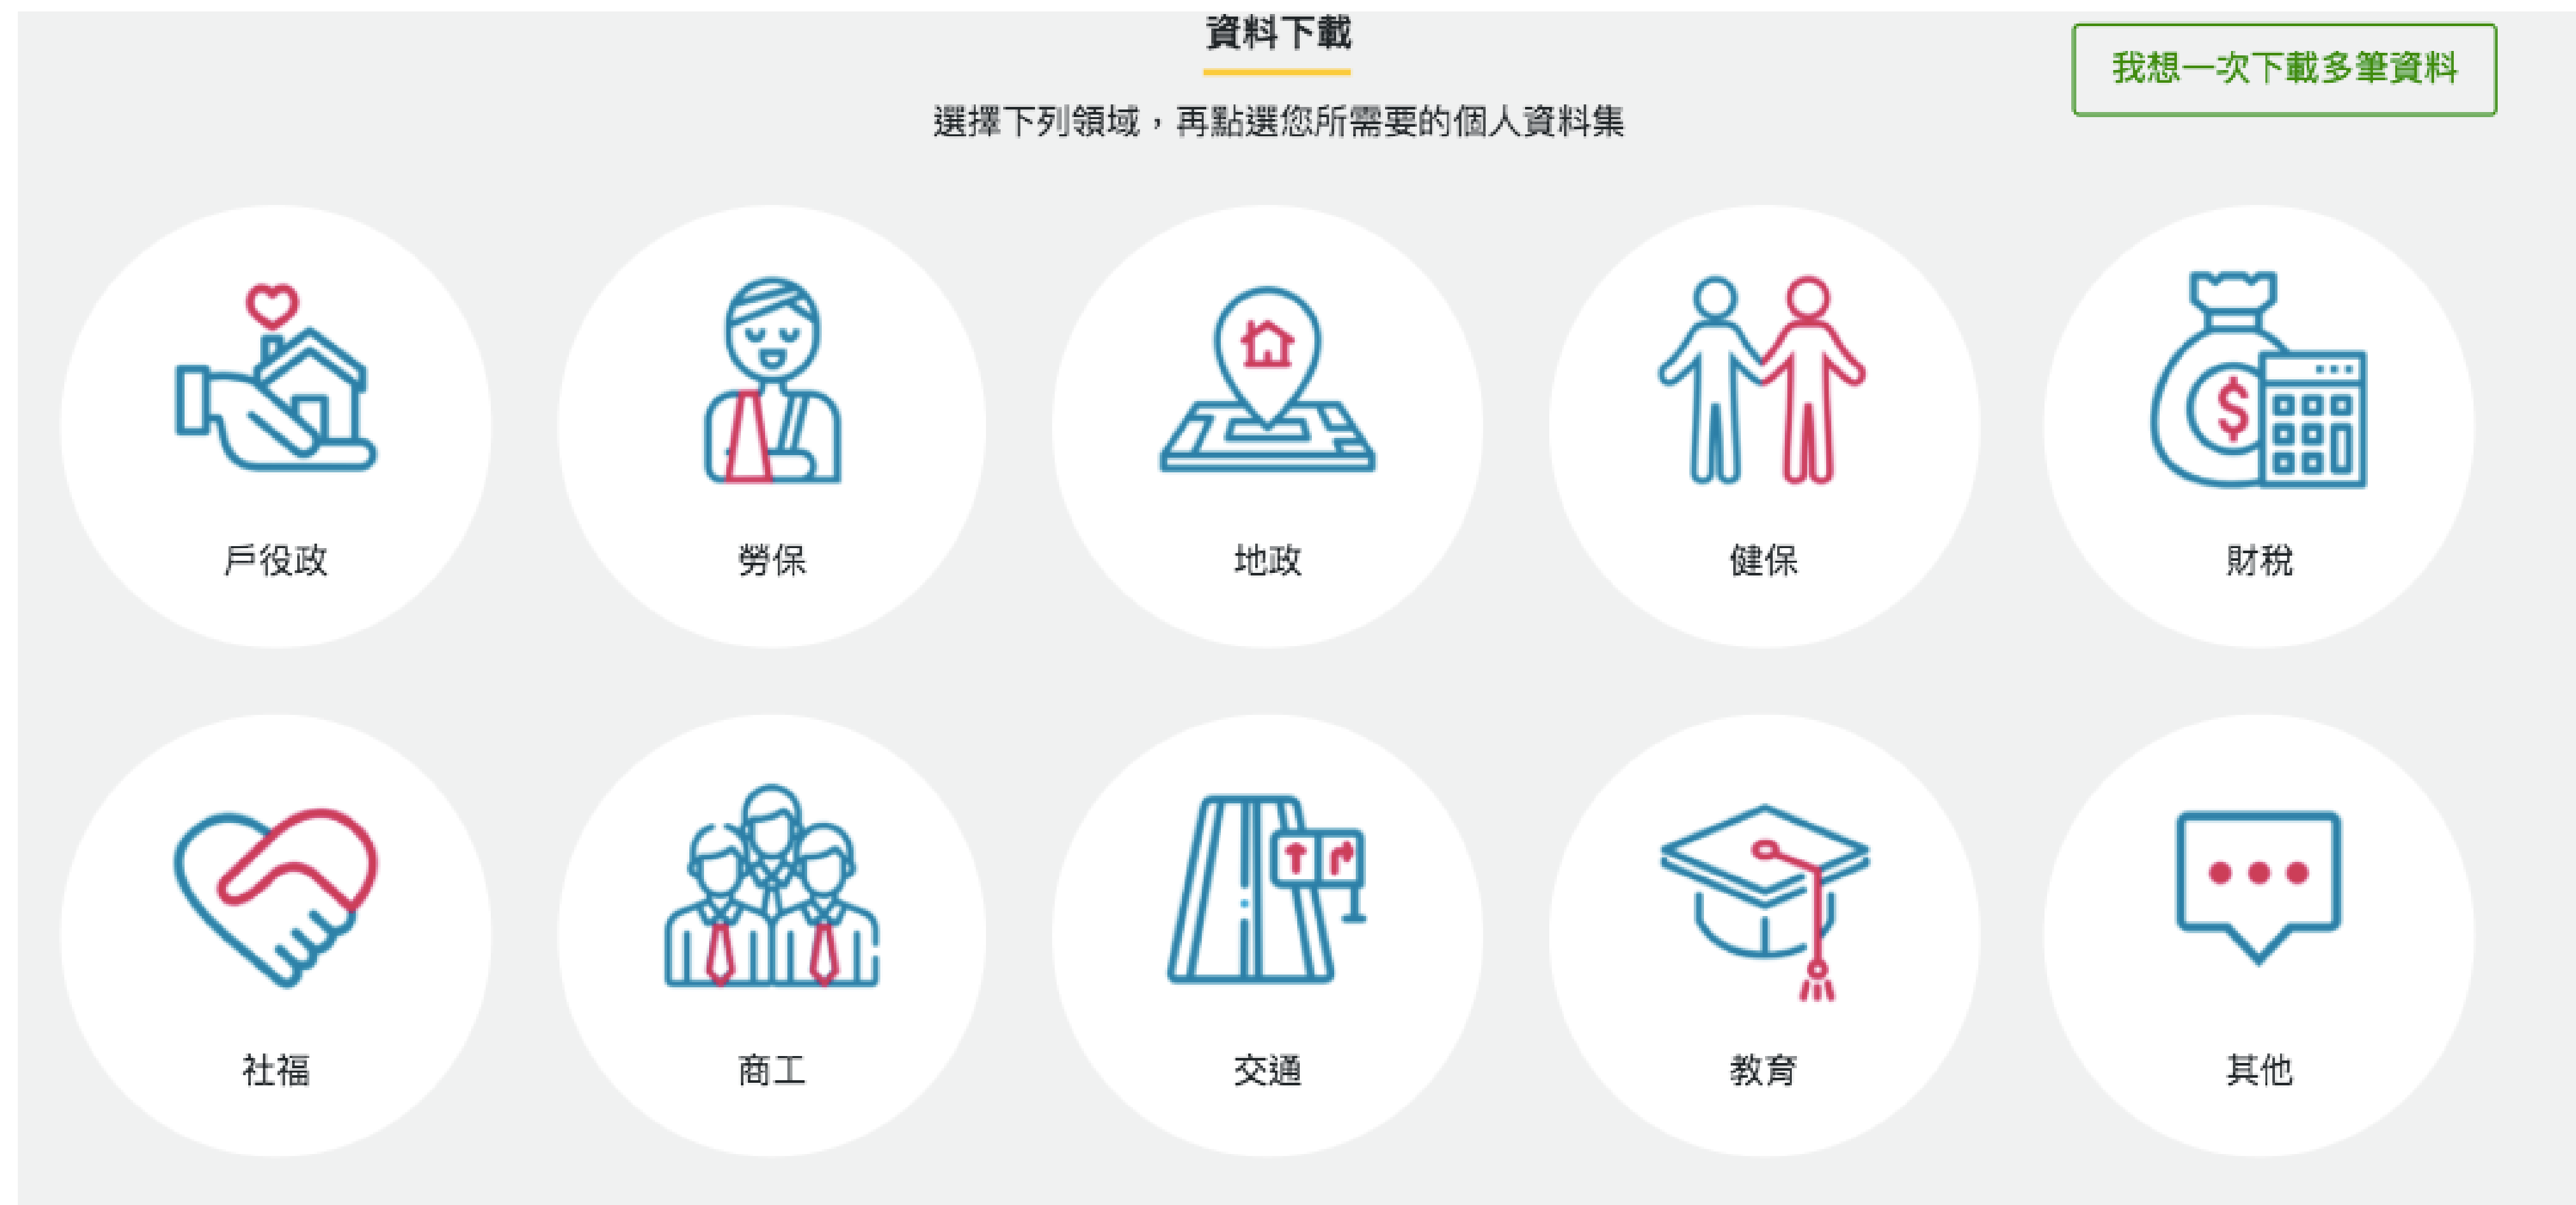 資料下載
我想一次下載多筆資料
選擇下列領域，再點選您所需要的個人資料集
戶役政
勞保
地政
健保
財稅
社福
商工
交通
教育
其他